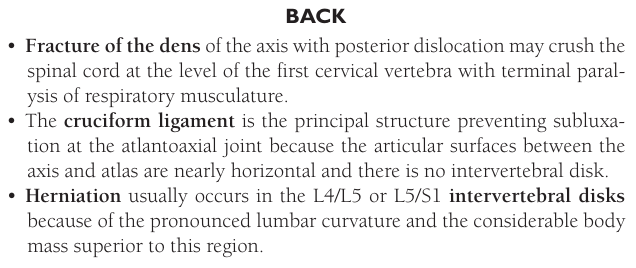 BACK
• Fracture of the dens of the axis with posterior dislocation may crush the
spinal cord at the level of the first cervical vertebra with terminal paral-
ysis of respiratory musculature.
• The cruciform ligament is the principal structure preventing subluxa-
tion at the atlantoaxial joint because the articular surfaces between the
axis and atlas are nearly horizontal and there is no intervertebral disk.
• Herniation usually occurs in the L4/L5 or L5/S1 intervertebral disks
because of the pronounced lumbar curvature and the considerable body
mass superior to this region.